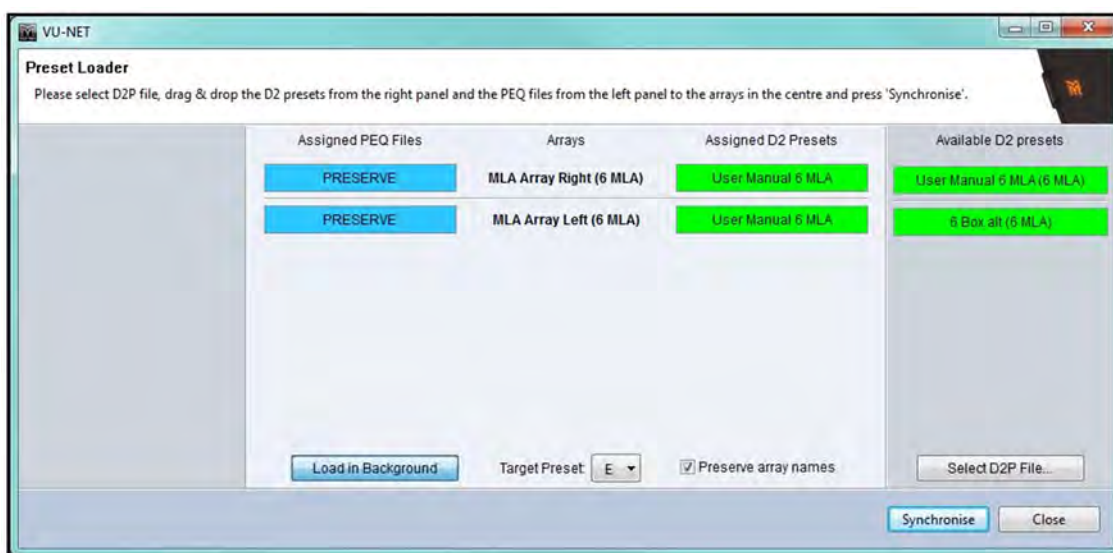 VU-NET
Preset Loader
Please select D2P file, drag & drop the D2 presets from the right panel and the PEQ files from the left panel to the arrays in the centre and press 'Synchronise'.
Assigned PEQ Files Arrays Assigned D2 Presets Available D2 presets
PRESERVE MLA Array Right (6 MLA) User Manual 6 MLA User Manual 6 MLA (6 MLA)
PRESERVE MLA Array Left (6 MLA) User Manual 6 MLA 6 Box alt (6 MLA)
Load in Background Target Preset: E Preserve array names Select D2P File...
Synchronise Close